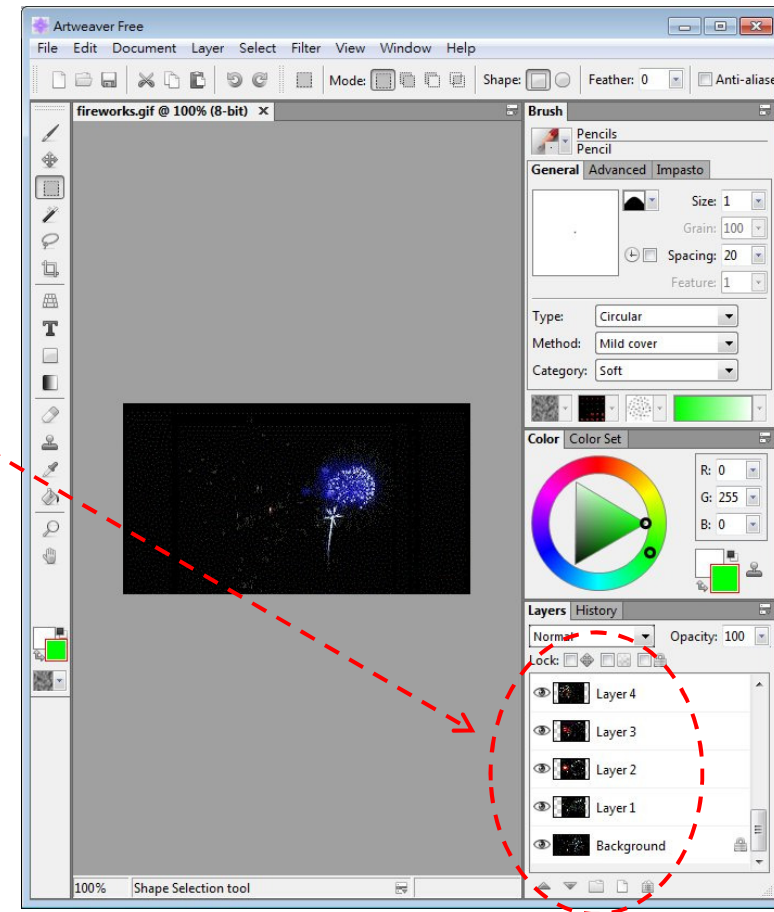 Artweaver Free
File Edit Document Layer Select Filter View Window Help
Mode: Shape: Feather: 0 Anti-aliase
fireworks.gif @ 100% (8-bit) X
Brush
Pencils
Pencil
General Advanced Impasto
Size: 1
Grain: 100
Spacing: 20
Feature: 1
Type: Circular
Method: Mild cover
Category: Soft
Color Color Set
R: 0
G: 255
B: 0
Layers History
Normal Opacity: 100
Lock:
Layer 4
Layer 3
Layer 2
Layer 1
Background
100% Shape Selection tool